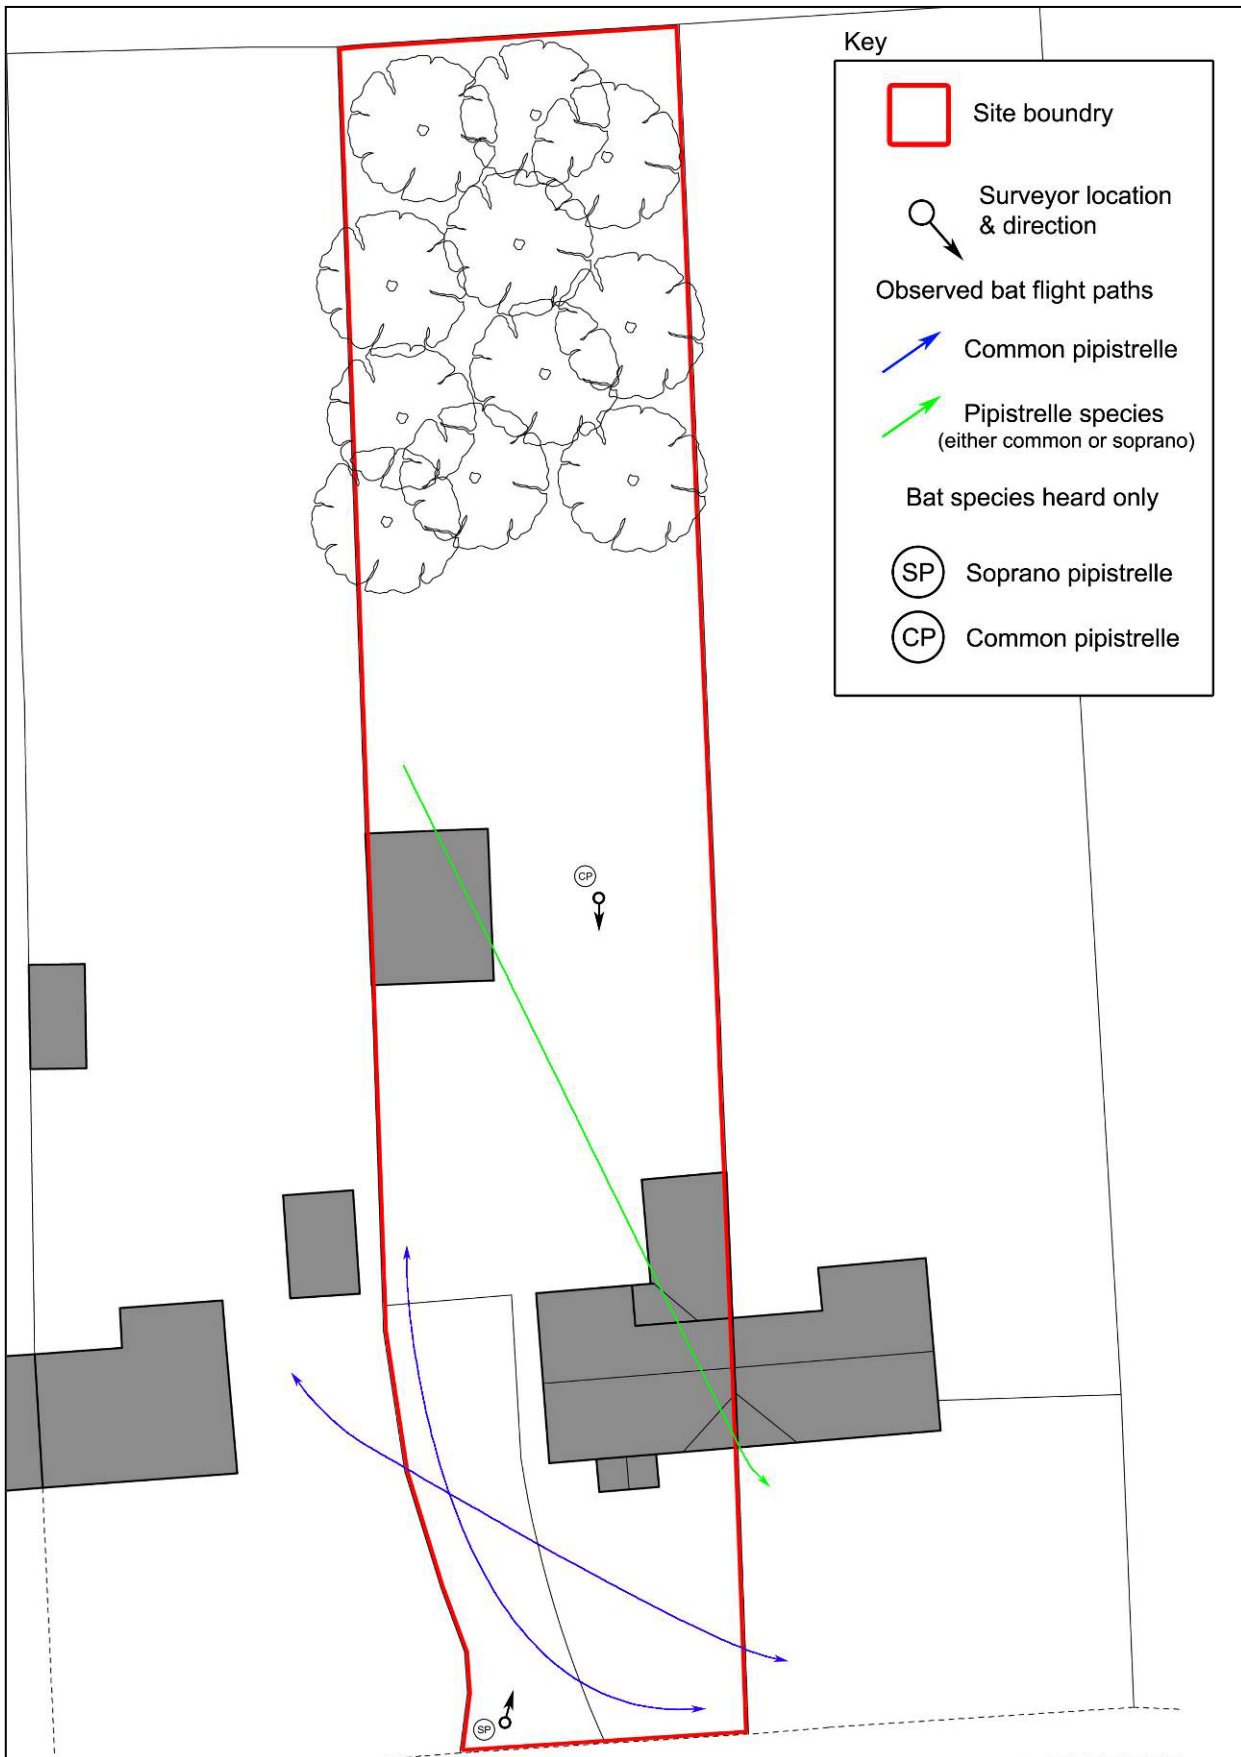 Key
Site boundry
Surveyor location
& direction
Observed bat flight paths
Common pipistrelle
Pipistrelle species
(either common or soprano)
Bat species heard only
SP Soprano pipistrelle
CP Common pipistrelle
CP
SP